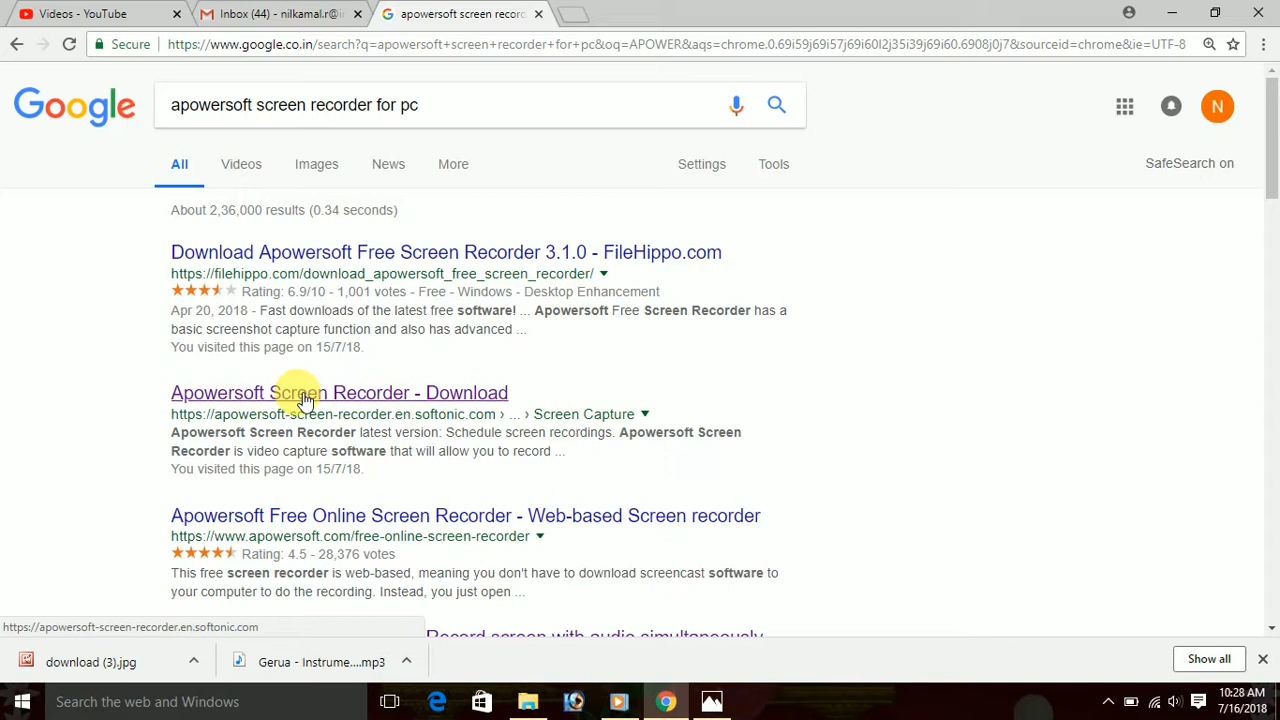 Videos - YouTube
Inbox (44) - nilkamal.r@i
apowersoft screen recor
Secure
https://www.google.co.in/search?q=apowersoft+screen+recorder+for+pc&oq=APOWER&aqs=chrome.0.69i59j69i57j69i60l2j35i39j69i60.6908j0j7&sourceid=chrome&ie=UTF-8
Google
apowersoft screen recorder for pc
N
All Videos Images News More Settings Tools
SafeSearch on
About 2,36,000 results (0.34 seconds)
Download Apowersoft Free Screen Recorder 3.1.0 - FileHippo.com
https://filehippo.com/download_apowersoft_free_screen_recorder/
Rating: 6.9/10 - 1,001 votes - Free - Windows - Desktop Enhancement
Apr 20, 2018 - Fast downloads of the latest free software! ... Apowersoft Free Screen Recorder has a
basic screenshot capture function and also has advanced ...
You visited this page on 15/7/18.
Apowersoft Screen Recorder - Download
https://apowersoft-screen-recorder.en.softonic.com › ... › Screen Capture
Apowersoft Screen Recorder latest version: Schedule screen recordings. Apowersoft Screen
Recorder is video capture software that will allow you to record ...
You visited this page on 15/7/18.
Apowersoft Free Online Screen Recorder - Web-based Screen recorder
https://www.apowersoft.com/free-online-screen-recorder
Rating: 4.5 - 28,376 votes
This free screen recorder is web-based, meaning you don't have to download screencast software to
your computer to do the recording. Instead, you just open ...
https://apowersoft-screen-recorder.en.softonic.com
Record screen with audio simultaneously
download (3).jpg
Gerua - Instrume....mp3
Show all
Search the web and Windows
10:28 AM
7/16/2018